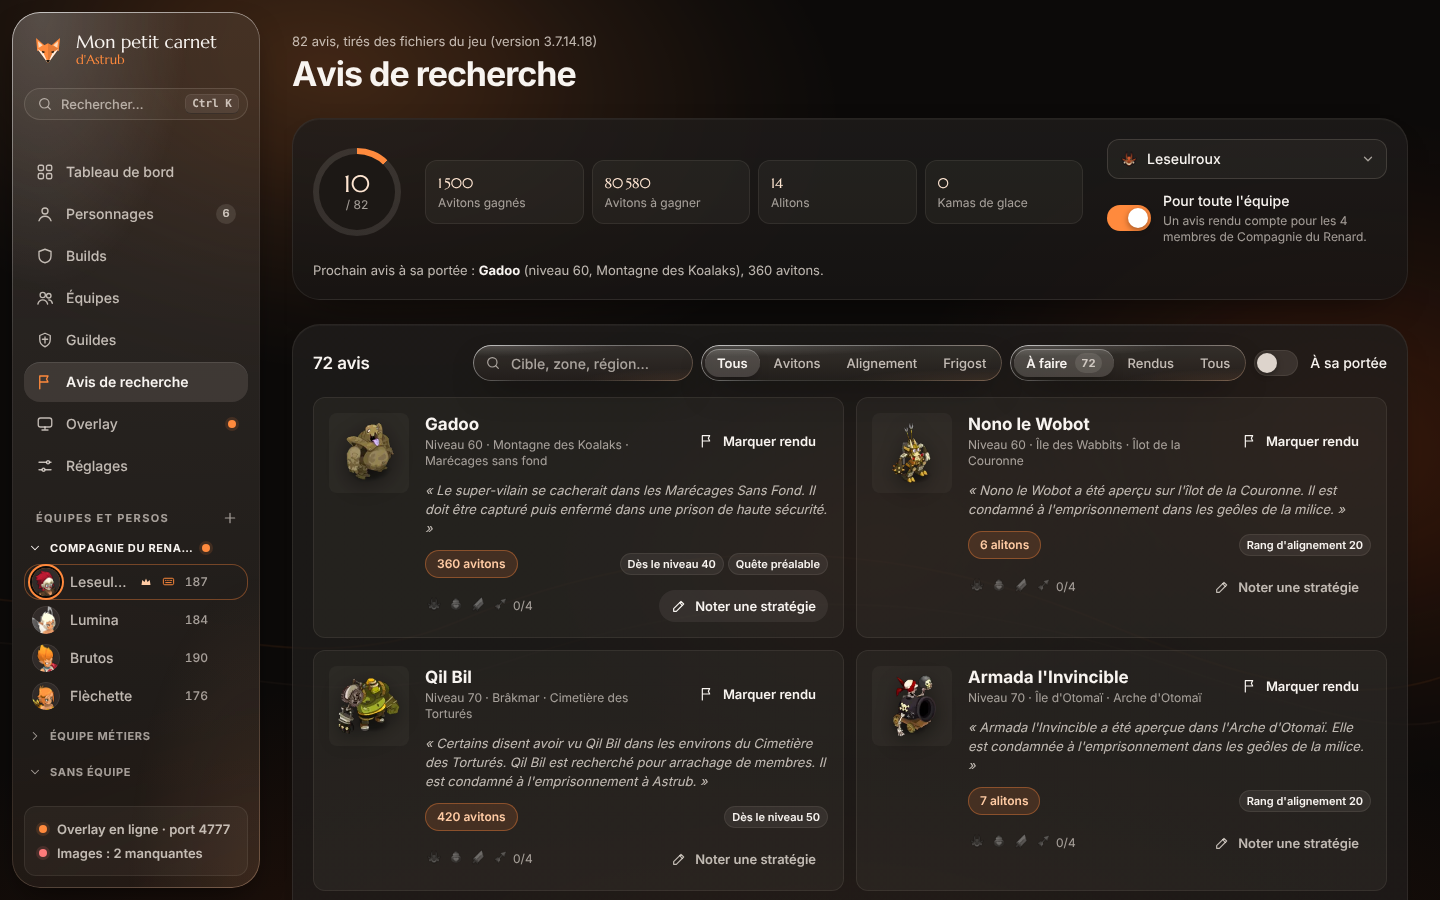 Mon petit carnet
d'Astrub
Rechercher...
Ctrl K
Tableau de bord
Personnages
6
Builds
Équipes
Guildes
Avis de recherche
Overlay
Réglages
ÉQUIPES ET PERSOS
COMPAGNIE DU RENA...
Leseul...
187
Lumina
184
Brutos
190
Flèchette
176
ÉQUIPE MÉTIERS
SANS ÉQUIPE
Overlay en ligne · port 4777
Images : 2 manquantes
82 avis, tirés des fichiers du jeu (version 3.7.14.18)
Avis de recherche
10
/ 82
1 500
Avitons gagnés
80 580
Avitons à gagner
14
Alitons
0
Kamas de glace
Leseulroux
Pour toute l'équipe
Un avis rendu compte pour les 4
membres de Compagnie du Renard.
Prochain avis à sa portée : Gadoo (niveau 60, Montagne des Koalaks), 360 avitons.
72 avis
Cible, zone, région...
Tous
Avitons
Alignement
Frigost
À faire 72
Rendus
Tous
À sa portée
Gadoo
Niveau 60 · Montagne des Koalaks ·
Marécages sans fond
Marquer rendu
« Le super-vilain se cacherait dans les Marécages Sans Fond. Il
doit être capturé puis enfermé dans une prison de haute sécurité.
»
360 avitons
Dès le niveau 40
Quête préalable
0/4
Noter une stratégie
Nono le Wobot
Niveau 60 · Île des Wabbits · Îlot de la
Couronne
Marquer rendu
« Nono le Wobot a été aperçu sur l'îlot de la Couronne. Il est
condamné à l'emprisonnement dans les geôles de la milice. »
6 alitons
Rang d'alignement 20
0/4
Noter une stratégie
Qil Bil
Niveau 70 · Brâkmar · Cimetière des
Torturés
Marquer rendu
« Certains disent avoir vu Qil Bil dans les environs du Cimetière
des Torturés. Qil Bil est recherché pour arrachage de membres. Il
est condamné à l'emprisonnement à Astrub. »
420 avitons
Dès le niveau 50
0/4
Noter une stratégie
Armada l'Invincible
Niveau 70 · Île d'Otomaï · Arche d'Otomaï
Marquer rendu
« Armada l'Invincible a été aperçue dans l'Arche d'Otomaï. Elle
est condamnée à l'emprisonnement dans les geôles de la milice.
»
7 alitons
Rang d'alignement 20
0/4
Noter une stratégie